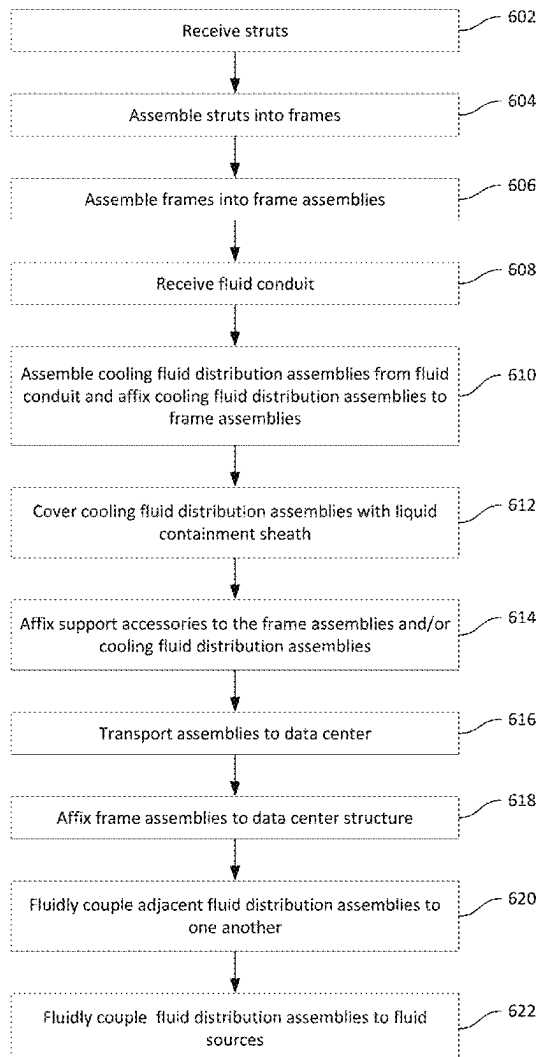 Receive struts
602
Assemble struts into frames
604
Assemble frames into frame assemblies
606
Receive fluid conduit
608
Assemble cooling fluid distribution assemblies from fluid
conduit and affix cooling fluid distribution assemblies to
frame assemblies
610
Cover cooling fluid distribution assemblies with liquid
containment sheath
612
Affix support accessories to the frame assemblies and/or
cooling fluid distribution assemblies
614
Transport assemblies to data center
616
Affix frame assemblies to data center structure
618
Fluidly couple adjacent fluid distribution assemblies to
one another
620
Fluidly couple fluid distribution assemblies to fluid
sources
622